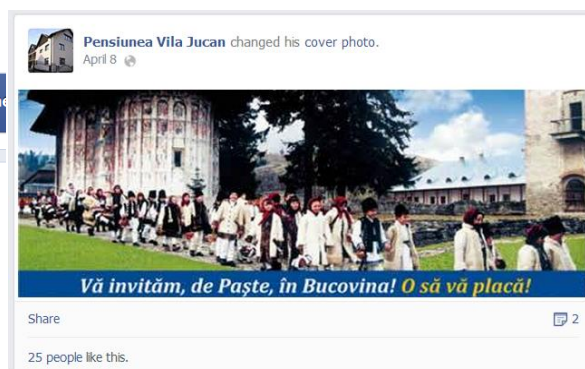 Pensiunea Vila Jucan changed his cover photo.
April 8
Vă invităm, de Paște, în Bucovina! O să vă placă!
Share
2
25 people like this.